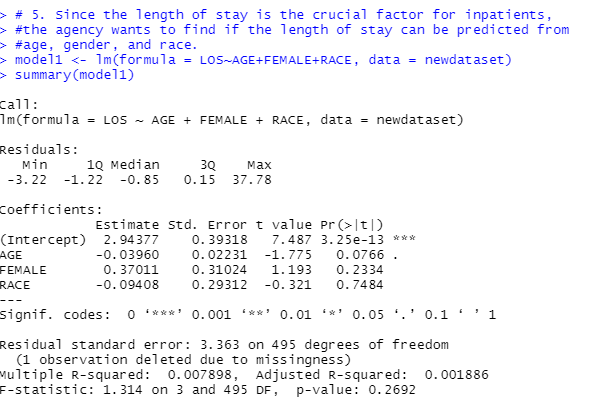 > # 5. Since the length of stay is the crucial factor for inpatients,
> #the agency wants to find if the length of stay can be predicted from
> #age, gender, and race.
> model1 <- lm(formula = LOS~AGE+FEMALE+RACE, data = newdataset)
> summary(model1)
Call:
lm(formula = LOS ~ AGE + FEMALE + RACE, data = newdataset)
Residuals:
Min 1Q Median 3Q Max
-3.22 -1.22 -0.85 0.15 37.78
Coefficients:
Estimate Std. Error t value Pr(>|t|)
(Intercept) 2.94377 0.39318 7.487 3.25e-13 ***
AGE -0.03960 0.02231 -1.775 0.0766 .
FEMALE 0.37011 0.31024 1.193 0.2334
RACE -0.09408 0.29312 -0.321 0.7484
---
Signif. codes: 0 ‘***’ 0.001 ‘**’ 0.01 ‘*’ 0.05 ‘.’ 0.1 ‘ ’ 1
Residual standard error: 3.363 on 495 degrees of freedom
(1 observation deleted due to missingness)
Multiple R-squared: 0.007898, Adjusted R-squared: 0.001886
F-statistic: 1.314 on 3 and 495 DF, p-value: 0.2692